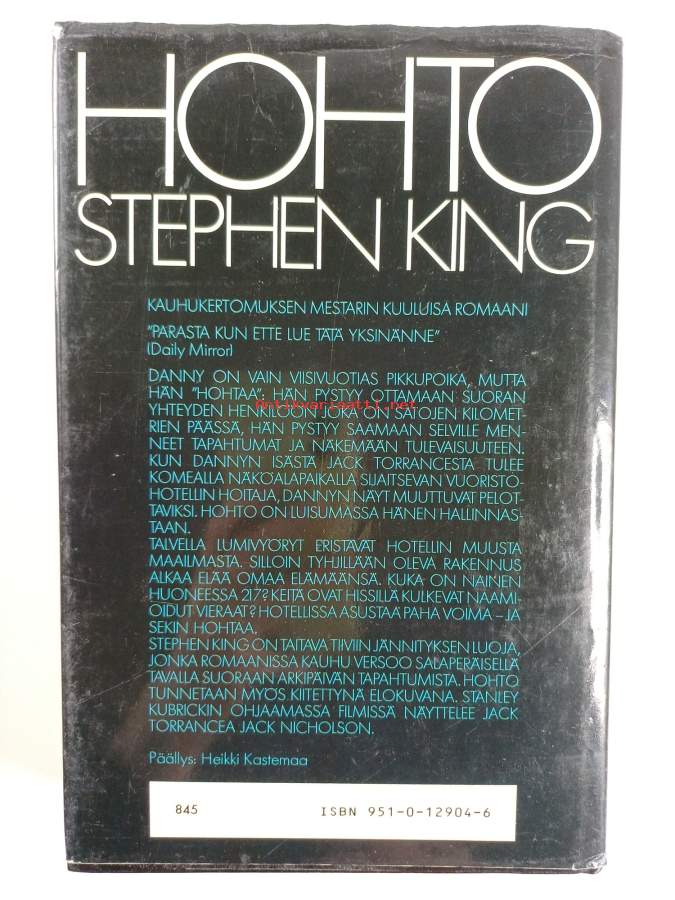 HOHTO
STEPHEN KING
KAUHUKERTOMUKSEN MESTARIN KUULUISA ROMAANI
"PARASTA KUN ETTE LUE TÄTÄ YKSINÄNNE"
(Daily Mirror)
DANNY ON VAIN VIISIVUOTIAS PIKKUPOIKA, MUTTA
HÄN "HOHTAA". HÄN PYSTYY OTTAMAAN SUORAN
antikvariaatti.net
YHTEYDEN HENKILÖÖN JOKA ON SATOJEN KILOMET-
RIEN PÄÄSSÄ, HÄN PYSTYY SAAMAAN SELVILLE MEN-
NEET TAPAHTUMAT JA NÄKEMÄÄN TULEVAISUUTEEN.
KUN DANNYN ISÄSTÄ JACK TORRANCESTA TULEE
KOMEALLA NÄKÖALAPAIKALLA SIJAITSEVAN VUORISTO-
HOTELLIN HOITAJA, DANNYN NÄYT MUUTTUVAT PELOT-
TAVIKSI. HOHTO ON LUISUMASSA HÄNEN HALLINNAS-
TAAN.
TALVELLA LUMIVYÖRYT ERISTÄVÄT HOTELLIN MUUSTA
MAAILMASTA. SILLOIN TYHJILLÄÄN OLEVA RAKENNUS
ALKAA ELÄÄ OMAA ELÄMÄÄNSÄ. KUKA ON NAINEN
HUONEESSA 217? KEITÄ OVAT HISSILLÄ KULKEVAT NAAMI-
OIDUT VIERAAT? HOTELLISSA ASUSTAA PAHA VOIMA – JA
SEKIN HOHTAA.
STEPHEN KING ON TAITAVA TIIVIIN JÄNNITYKSEN LUOJA,
JONKA ROMAANISSA KAUHU VERSOO SALAPERÄISELLÄ
TAVALLA SUORAAN ARKIPÄIVÄN TAPAHTUMISTA. HOHTO
TUNNETAAN MYÖS KIITETTYNÄ ELOKUVANA. STANLEY
KUBRICKIN OHJAAMASSA FILMISSÄ NÄYTTELEE JACK
TORRANCEA JACK NICHOLSON.
Päällys: Heikki Kastemaa
845 ISBN 951-0-12904-6